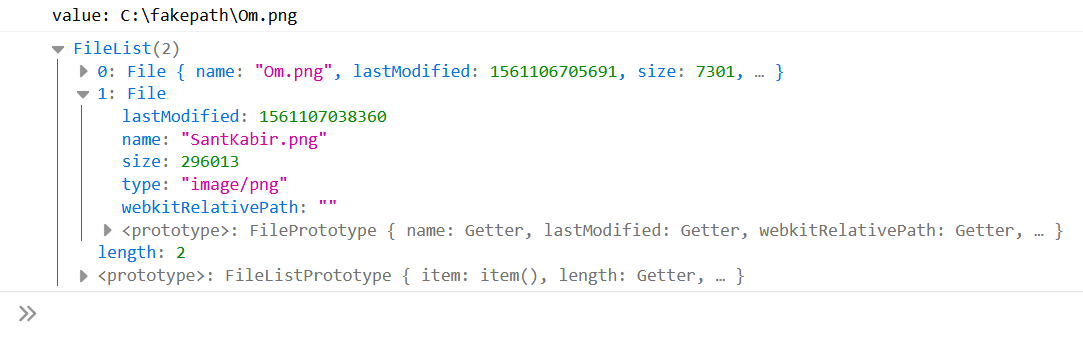 value: C:\fakepath\Om.png
FileList(2)
0: File { name: "Om.png", lastModified: 1561106705691, size: 7301, … }
1: File
lastModified: 1561107038360
name: "SantKabir.png"
size: 296013
type: "image/png"
webkitRelativePath: ""
<prototype>: FilePrototype { name: Getter, lastModified: Getter, webkitRelativePath: Getter, … }
length: 2
<prototype>: FileListPrototype { item: item(), length: Getter, … }